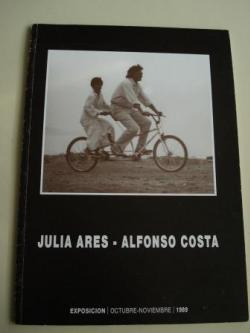 JULIA ARES - ALFONSO COSTA
EXPOSICION | OCTUBRE-NOVIEMBRE | 1989